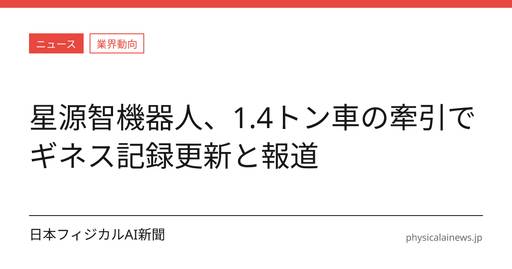 ニュース 業界動向
星源智機器人、1.4トン車の牽引で
ギネス記録更新と報道
日本フィジカルAI新聞
physicalainews.jp